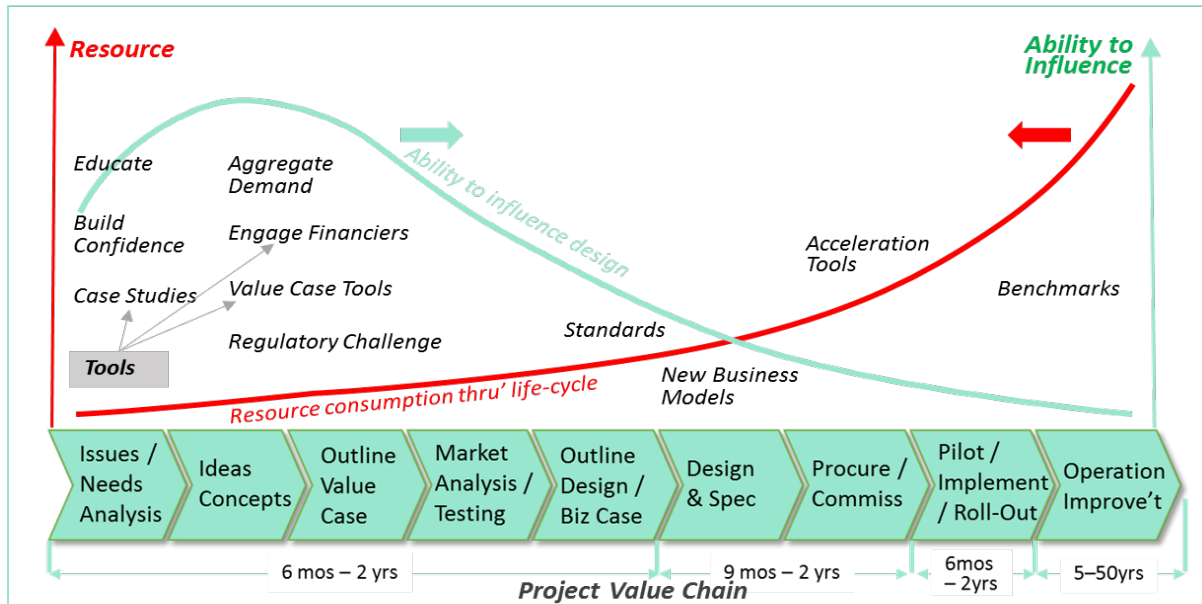 Resource
Ability to
Influence
Educate
Aggregate
Demand
Build
Confidence
Engage Financiers
Ability to influence design
Acceleration
Tools
Case Studies
Value Case Tools
Benchmarks
Standards
Regulatory Challenge
Tools
New Business
Models
Resource consumption thru' life-cycle
Issues /
Needs
Analysis
Ideas
Concepts
Outline
Value
Case
Market
Analysis /
Testing
Outline
Design /
Biz Case
Design
& Spec
Procure /
Commiss
Pilot /
Implement
/ Roll-Out
Operation
Improve't
6 mos – 2 yrs
9 mos – 2 yrs
6mos
– 2yrs
5–50yrs
Project Value Chain